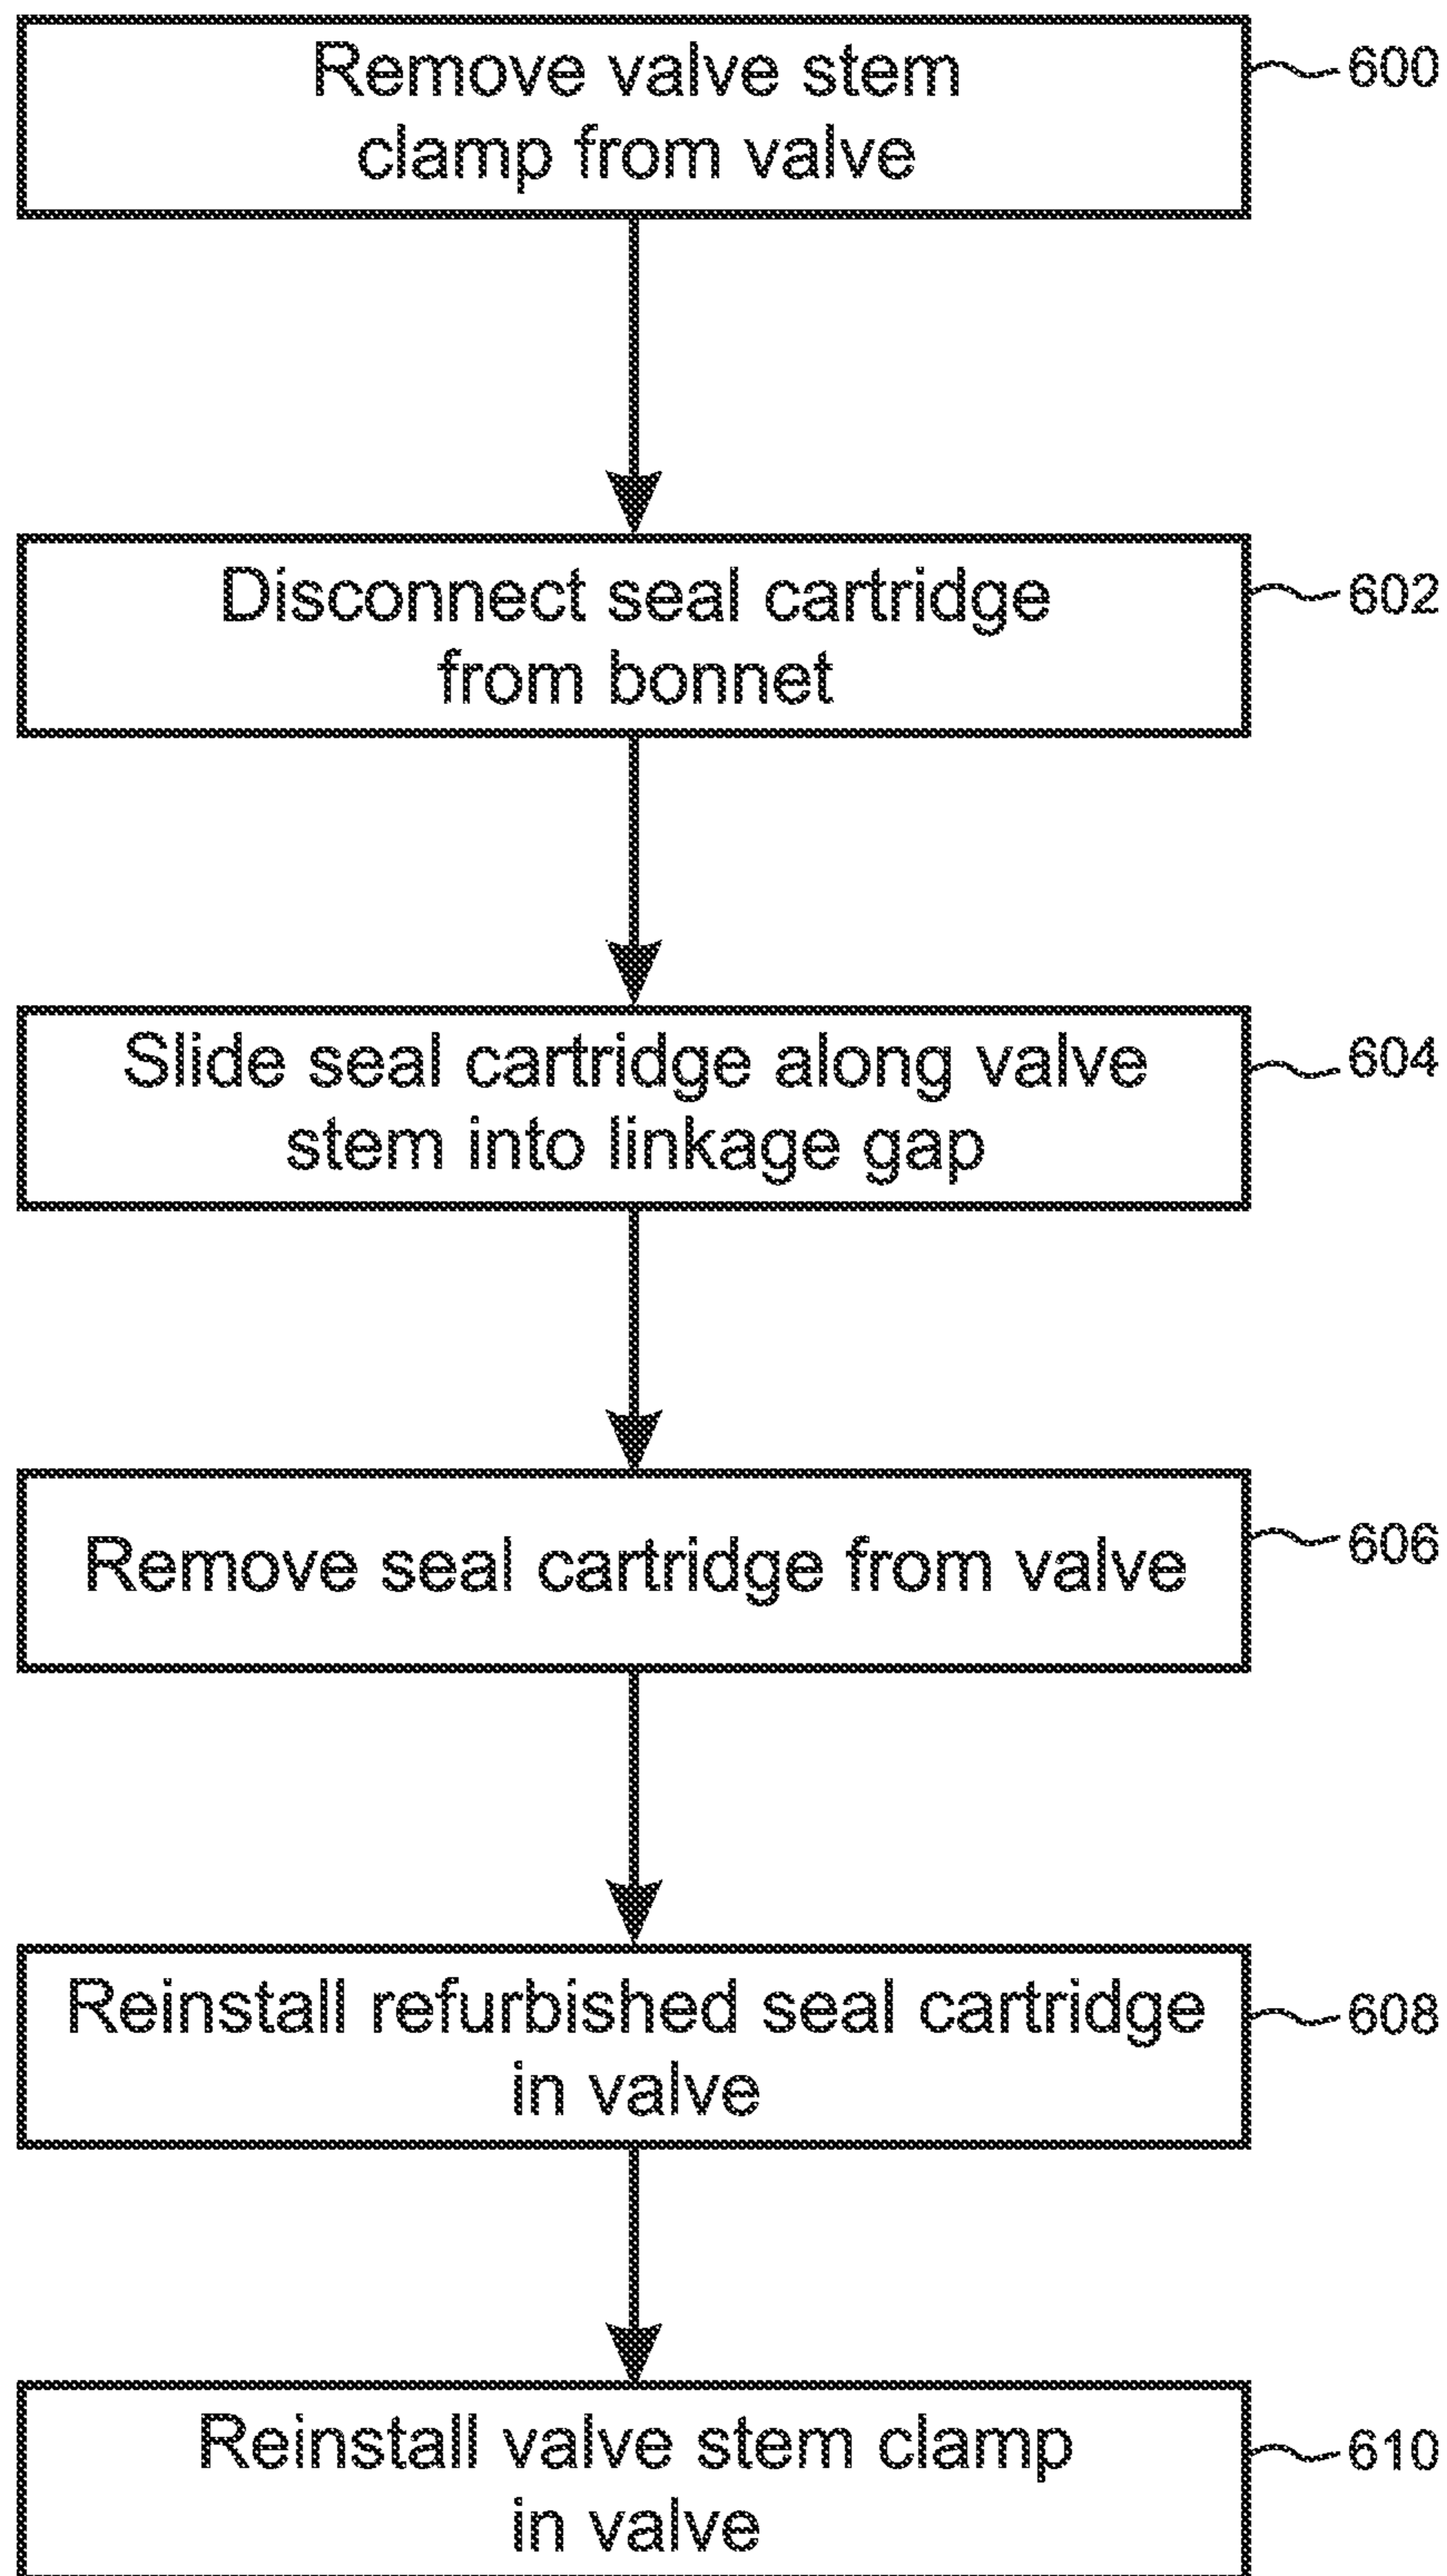 Remove valve stem
clamp from valve
600
Disconnect seal cartridge
from bonnet
602
Slide seal cartridge along valve
stem into linkage gap
604
Remove seal cartridge from valve
606
Reinstall refurbished seal cartridge
in valve
608
Reinstall valve stem clamp
in valve
610